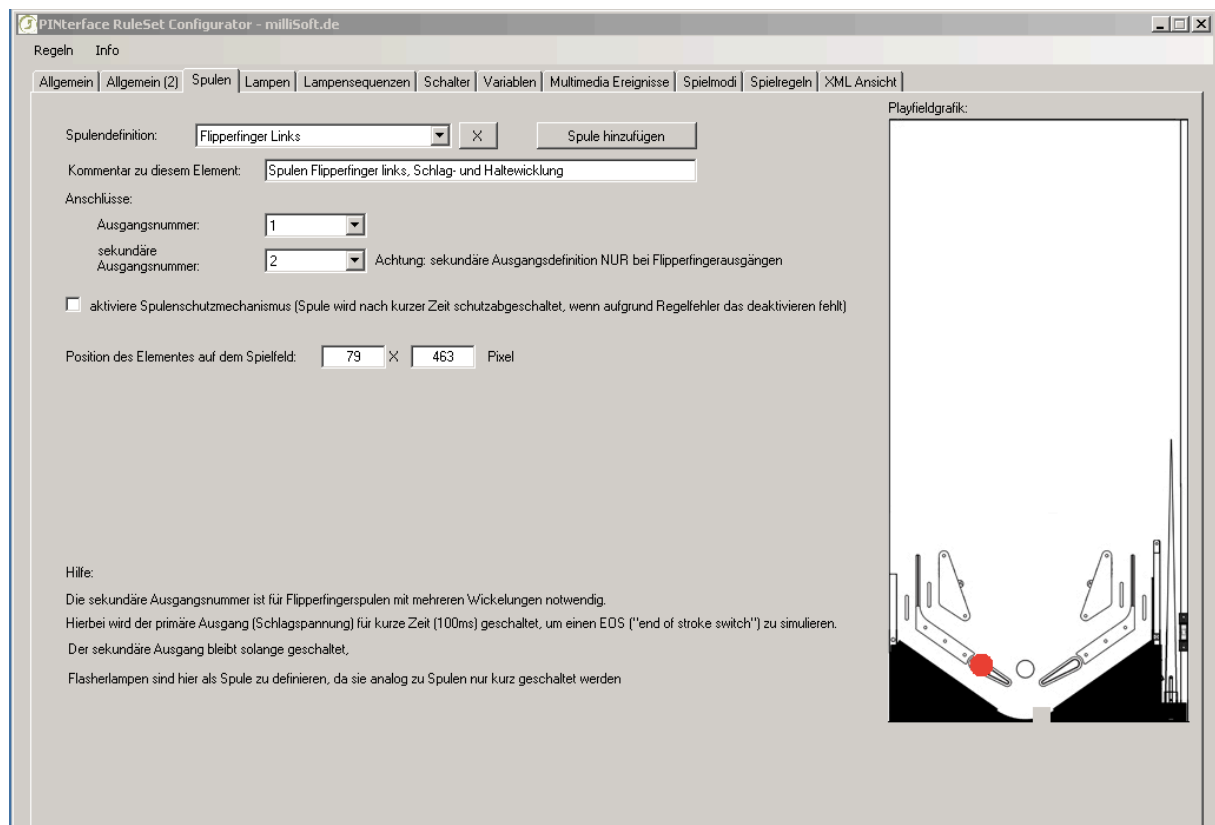 PINterface RuleSet Configurator - milliSoft.de
Regeln Info
Allgemein Allgemein (2) Spulen Lampen Lampensequenzen Schalter Variablen Multimedia Ereignisse Spielmodi Spielregeln XML Ansicht
Playfieldgrafik:
Spulendefinition: Flipperfinger Links X Spule hinzufügen
Kommentar zu diesem Element: Spulen Flipperfinger links, Schlag- und Haltewicklung
Anschlüsse:
Ausgangsnummer: 1
sekundäre
Ausgangsnummer: 2 Achtung: sekundäre Ausgangsdefinition NUR bei Flipperfingerausgängen
aktiviere Spulenschutzmechanismus (Spule wird nach kurzer Zeit schutzabgeschaltet, wenn aufgrund Regelfehler das deaktivieren fehlt)
Position des Elementes auf dem Spielfeld: 79 X 463 Pixel
Hilfe:
Die sekundäre Ausgangsnummer ist für Flipperfingerspulen mit mehreren Wickelungen notwendig.
Hierbei wird der primäre Ausgang (Schlagspannung) für kurze Zeit (100ms) geschaltet, um einen EOS ("end of stroke switch") zu simulieren.
Der sekundäre Ausgang bleibt solange geschaltet,
Flasherlampen sind hier als Spule zu definieren, da sie analog zu Spulen nur kurz geschaltet werden